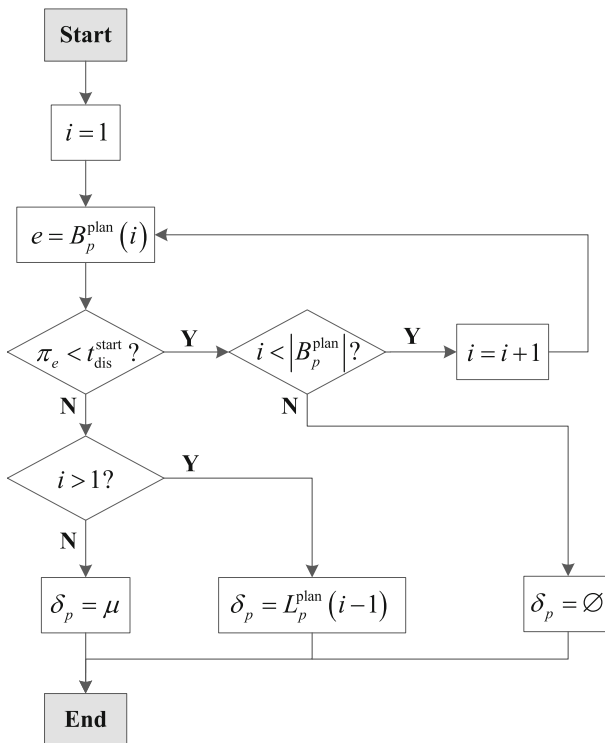 Start
i = 1
e = B_p^plan (i)
π_e < t_dis^start ?
Y
i < |B_p^plan| ?
Y
i = i + 1
N
N
i > 1?
Y
N
δ_p = μ
δ_p = L_p^plan (i−1)
δ_p = ∅
End